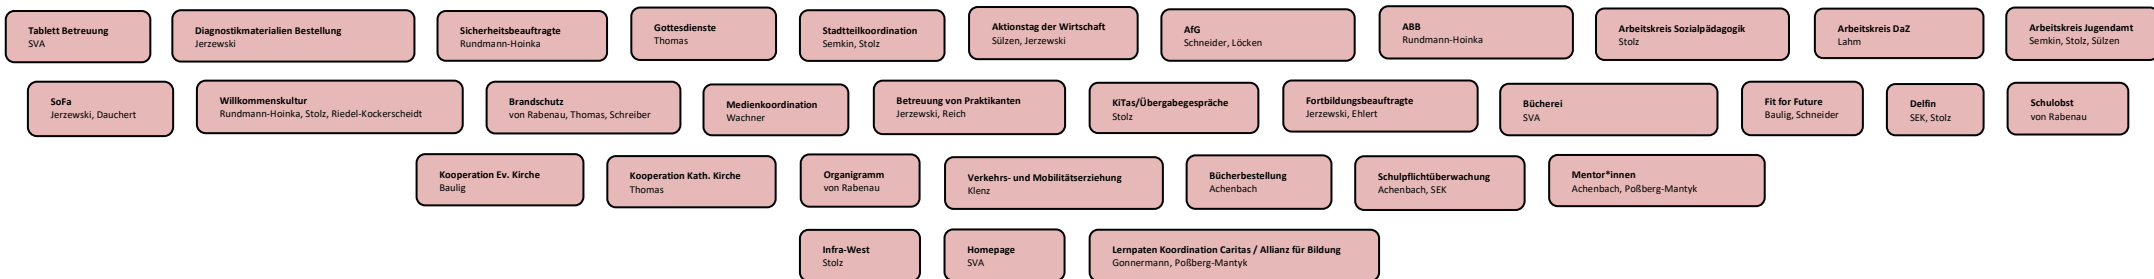 Tablett Betreuung
SVA
Diagnostikmaterialien Bestellung
Jerzewski
Sicherheitsbeauftragte
Rundmann-Hoinka
Gottesdienste
Thomas
Stadtteilkoordination
Semkin, Stolz
Aktionstag der Wirtschaft
Sülzen, Jerzewski
AfG
Schneider, Löcken
ABB
Rundmann-Hoinka
Arbeitskreis Sozialpädagogik
Stolz
Arbeitskreis DaZ
Lahm
Arbeitskreis Jugendamt
Semkin, Stolz, Sülzen
SoFa
Jerzewski, Dauchert
Willkommenskultur
Rundmann-Hoinka, Stolz, Riedel-Kockerscheidt
Brandschutz
von Rabenau, Thomas, Schreiber
Medienkoordination
Wachner
Betreuung von Praktikanten
Jerzewski, Reich
KiTas/Übergabegespräche
Stolz
Fortbildungsbeauftragte
Jerzewski, Ehlert
Bücherei
SVA
Fit for Future
Baulig, Schneider
Delfin
SEK, Stolz
Schulobst
von Rabenau
Kooperation Ev. Kirche
Baulig
Kooperation Kath. Kirche
Thomas
Organigramm
von Rabenau
Verkehrs- und Mobilitätserziehung
Klenz
Bücherbestellung
Achenbach
Schulpflichtüberwachung
Achenbach, SEK
Mentor*innen
Achenbach, Poßberg-Mantyk
Infra-West
Stolz
Homepage
SVA
Lernpaten Koordination Caritas / Allianz für Bildung
Gonnermann, Poßberg-Mantyk